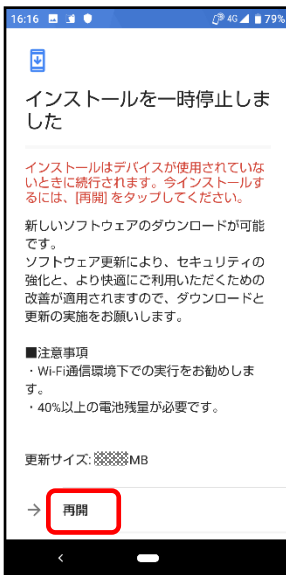 16:16 4G 79%
インストールを一時停止しま
した
インストールはデバイスが使用されていな
いときに続行されます。今インストールす
るには、[再開] をタップしてください。
新しいソフトウェアのダウンロードが可能
です。
ソフトウェア更新により、セキュリティの
強化と、より快適にご利用いただくための
改善が適用されますので、ダウンロードと
更新の実施をお願いします。
■注意事項
・Wi-Fi通信環境下での実行をお勧めしま
す。
・40%以上の電池残量が必要です。
更新サイズ: MB
再開